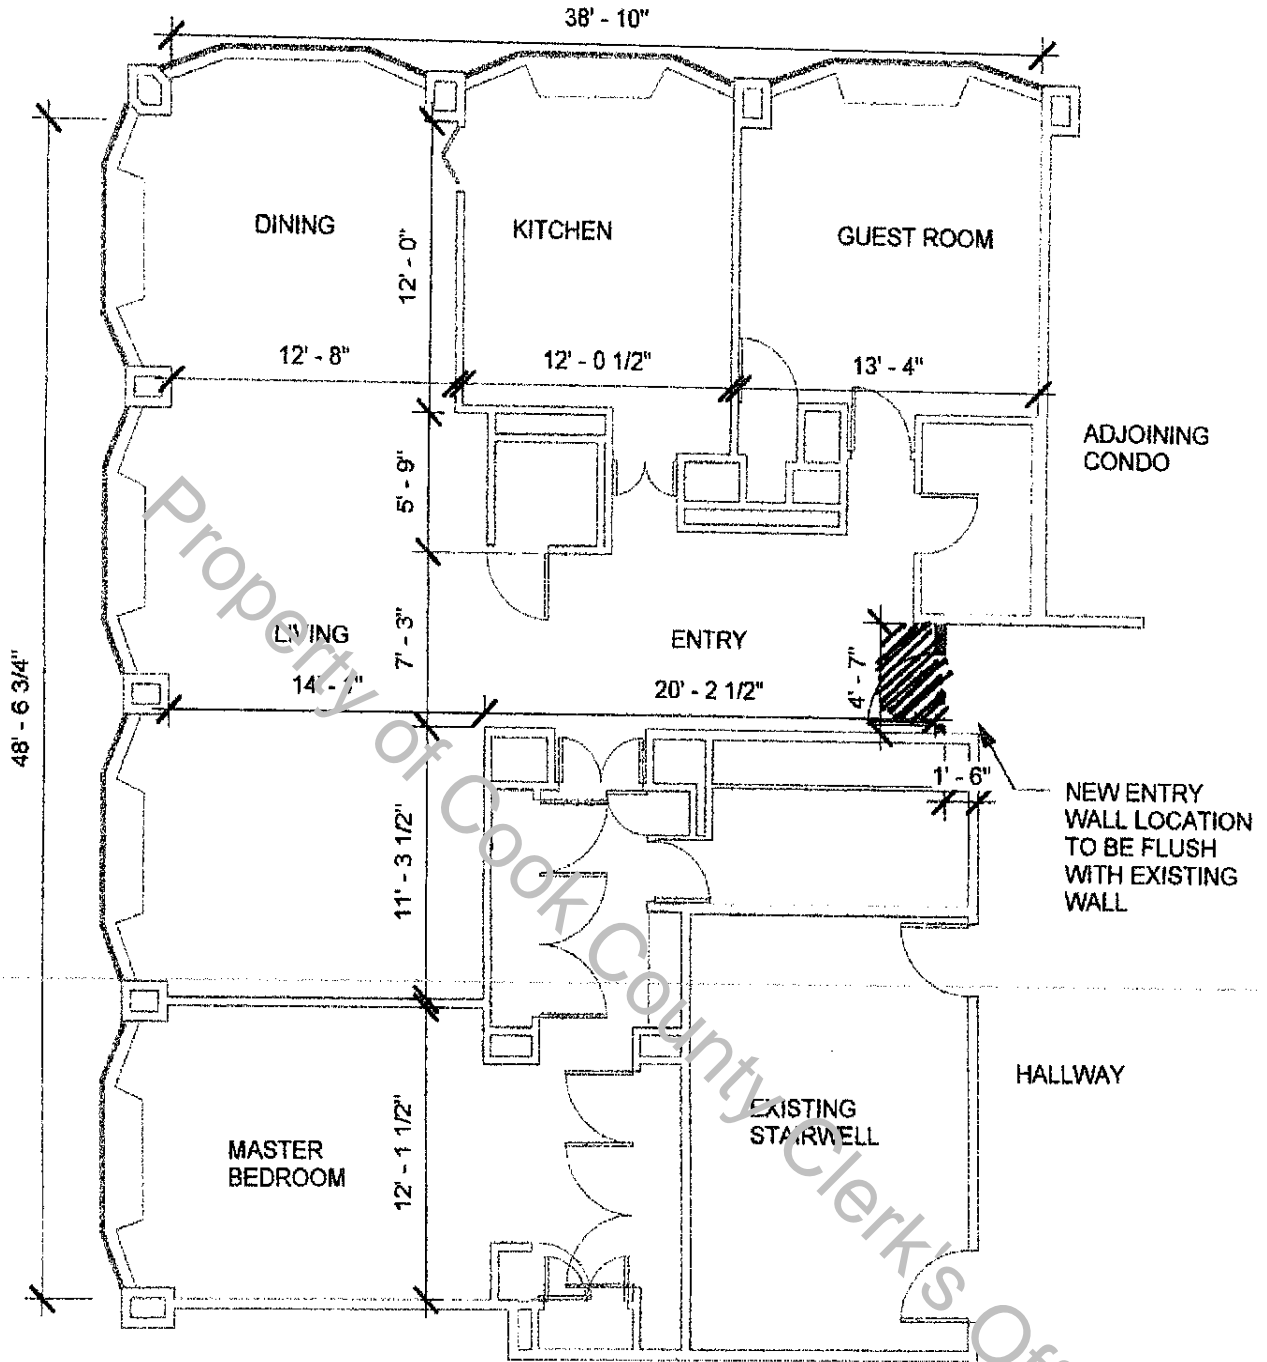 38' - 10"
DINING
KITCHEN
GUEST ROOM
12' - 0"
12' - 8"
12' - 0 1/2"
13' - 4"
ADJOINING
CONDO
5' - 9"
LIVING
ENTRY
7' - 3"
4' - 7"
48' - 6 3/4"
14' -
20' - 2 1/2"
1' - 6"
NEW ENTRY
WALL LOCATION
TO BE FLUSH
WITH EXISTING
WALL
11' - 3 1/2"
HALLWAY
EXISTING
STAIRWELL
MASTER
BEDROOM
12' - 1 1/2"
Property of Cook County Clerk's Of